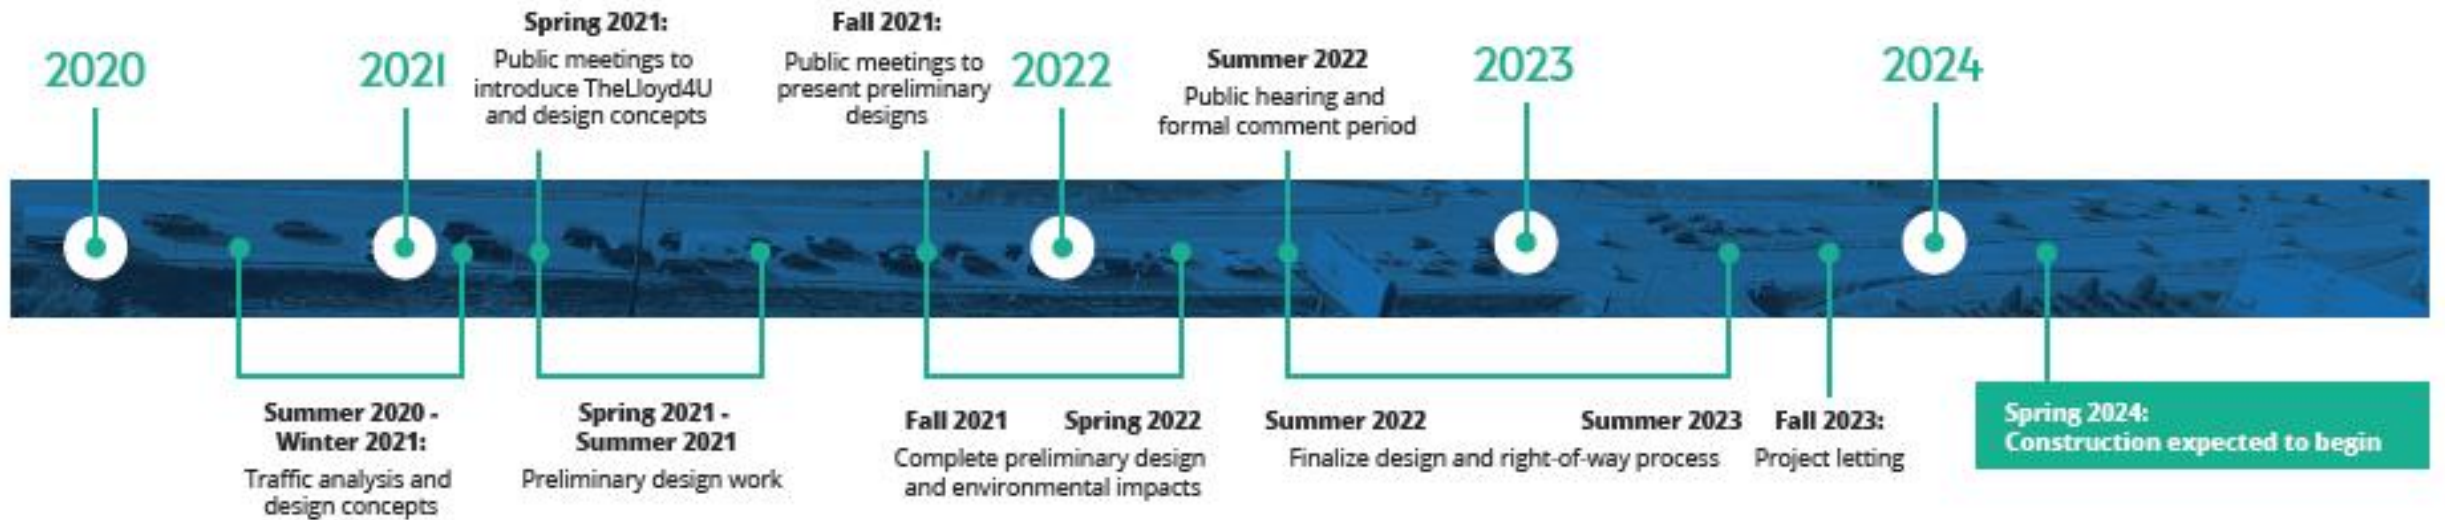 2020
2021
Spring 2021:
Public meetings to
introduce TheLloyd4U
and design concepts
Fall 2021:
Public meetings to
present preliminary
designs
2022
Summer 2022
Public hearing and
formal comment period
2023
2024
Summer 2020 -
Winter 2021:
Traffic analysis and
design concepts
Spring 2021 -
Summer 2021
Preliminary design work
Fall 2021 Spring 2022
Complete preliminary design
and environmental impacts
Summer 2022 Summer 2023
Finalize design and right-of-way process
Fall 2023:
Project letting
Spring 2024:
Construction expected to begin